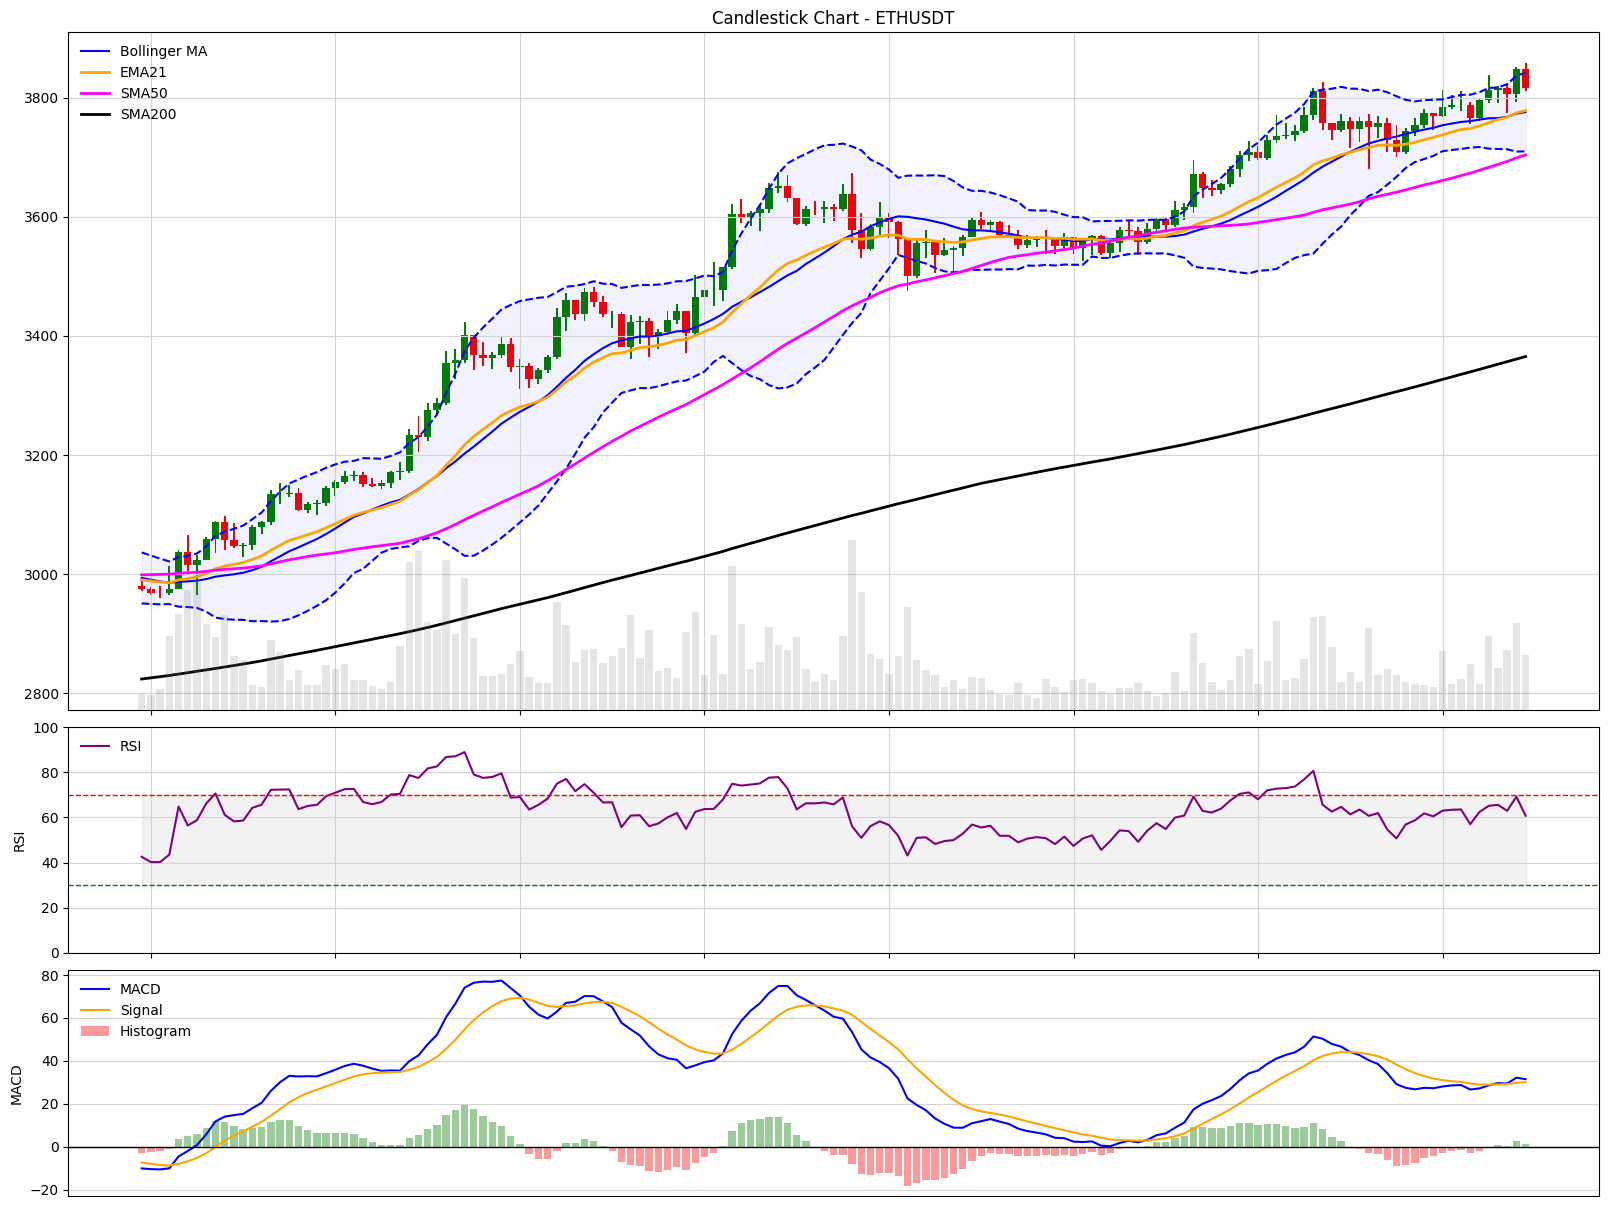 Candlestick Chart - ETHUSDT
Bollinger MA
EMA21
SMA50
SMA200
3800
3600
3400
3200
3000
2800
RSI
100
80
60
40
20
0
RSI
MACD
Signal
Histogram
80
60
40
20
0
−20
MACD